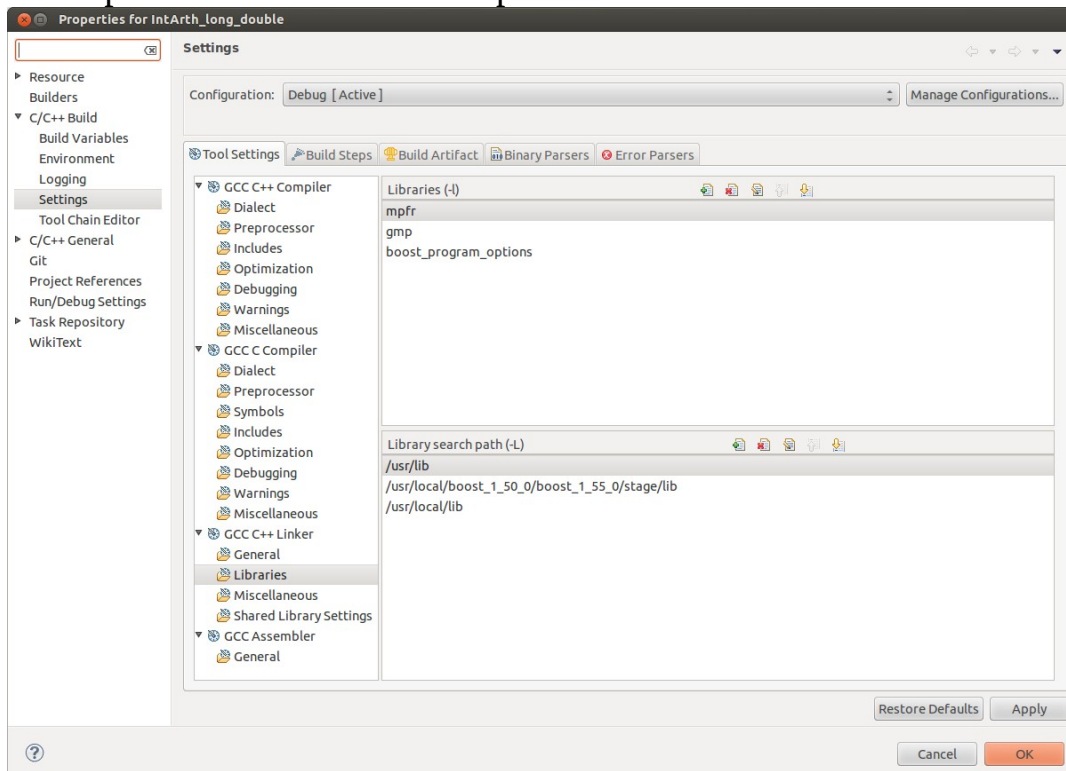 Properties for IntArth_long_double
Settings
Resource
Builders
C/C++ Build
Build Variables
Environment
Logging
Settings
Tool Chain Editor
C/C++ General
Git
Project References
Run/Debug Settings
Task Repository
WikiText
Configuration: Debug [ Active ] Manage Configurations...
Tool Settings Build Steps Build Artifact Binary Parsers Error Parsers
GCC C++ Compiler
Dialect
Preprocessor
Includes
Optimization
Debugging
Warnings
Miscellaneous
GCC C Compiler
Dialect
Preprocessor
Symbols
Includes
Optimization
Debugging
Warnings
Miscellaneous
GCC C++ Linker
General
Libraries
Miscellaneous
Shared Library Settings
GCC Assembler
General
Libraries (-l)
mpfr
gmp
boost_program_options
Library search path (-L)
/usr/lib
/usr/local/boost_1_50_0/boost_1_55_0/stage/lib
/usr/local/lib
Restore Defaults Apply
Cancel OK